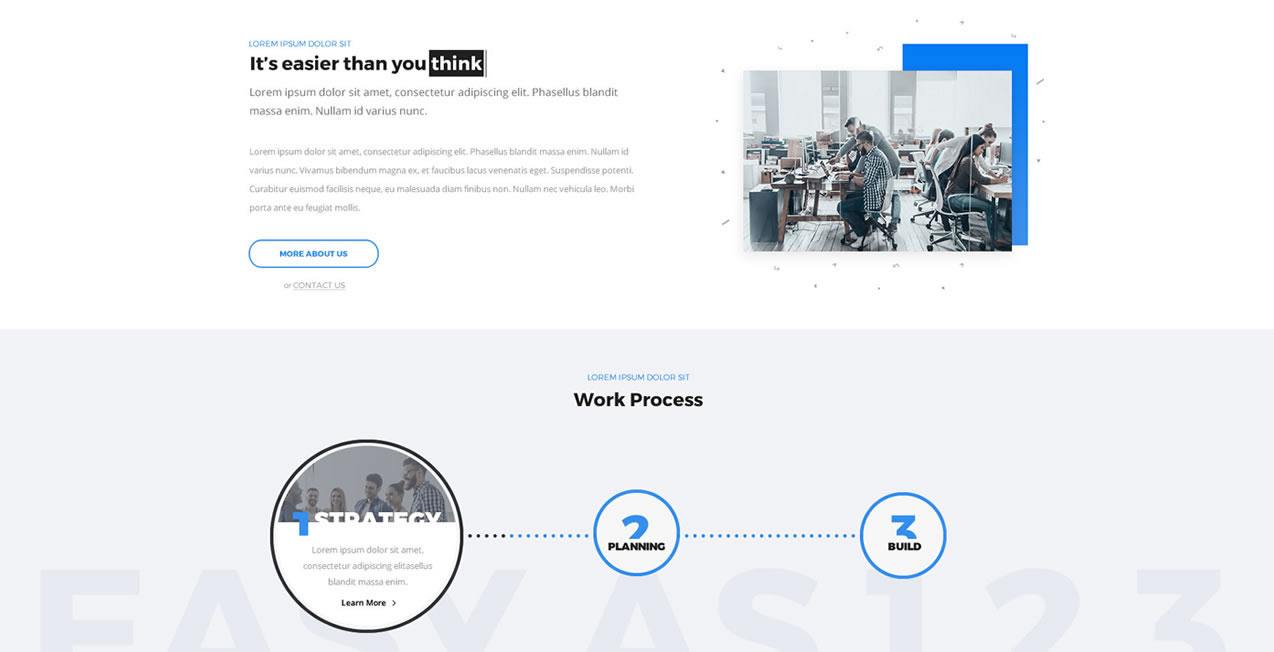 LOREM IPSUM DOLOR SIT
It's easier than you think
Lorem ipsum dolor sit amet, consectetur adipiscing elit. Phasellus blandit
massa enim. Nullam id varius nunc.
Lorem ipsum dolor sit amet, consectetur adipiscing elit. Phasellus blandit massa enim. Nullam id
varius nunc. Vivamus bibendum magna ex, et faucibus lacus venenatis eget. Suspendisse potenti.
Curabitur euismod facilisis neque, eu malesuada diam finibus non. Nullam nec vehicula leo. Morbi
porta ante eu feugiat mollis.
MORE ABOUT US
or CONTACT US
LOREM IPSUM DOLOR SIT
Work Process
1 STRATEGY
Lorem ipsum dolor sit amet,
consectetur adipiscing elitasellus
blandit massa enim.
Learn More
2
PLANNING
3
BUILD
EASY AS 1 2 3